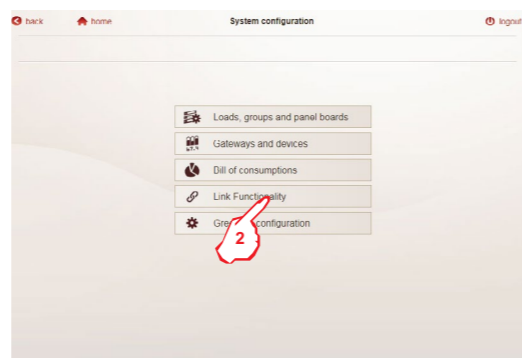 back home System configuration logout
Loads, groups and panel boards
Gateways and devices
Bill of consumptions
Link Functionality
configuration
2